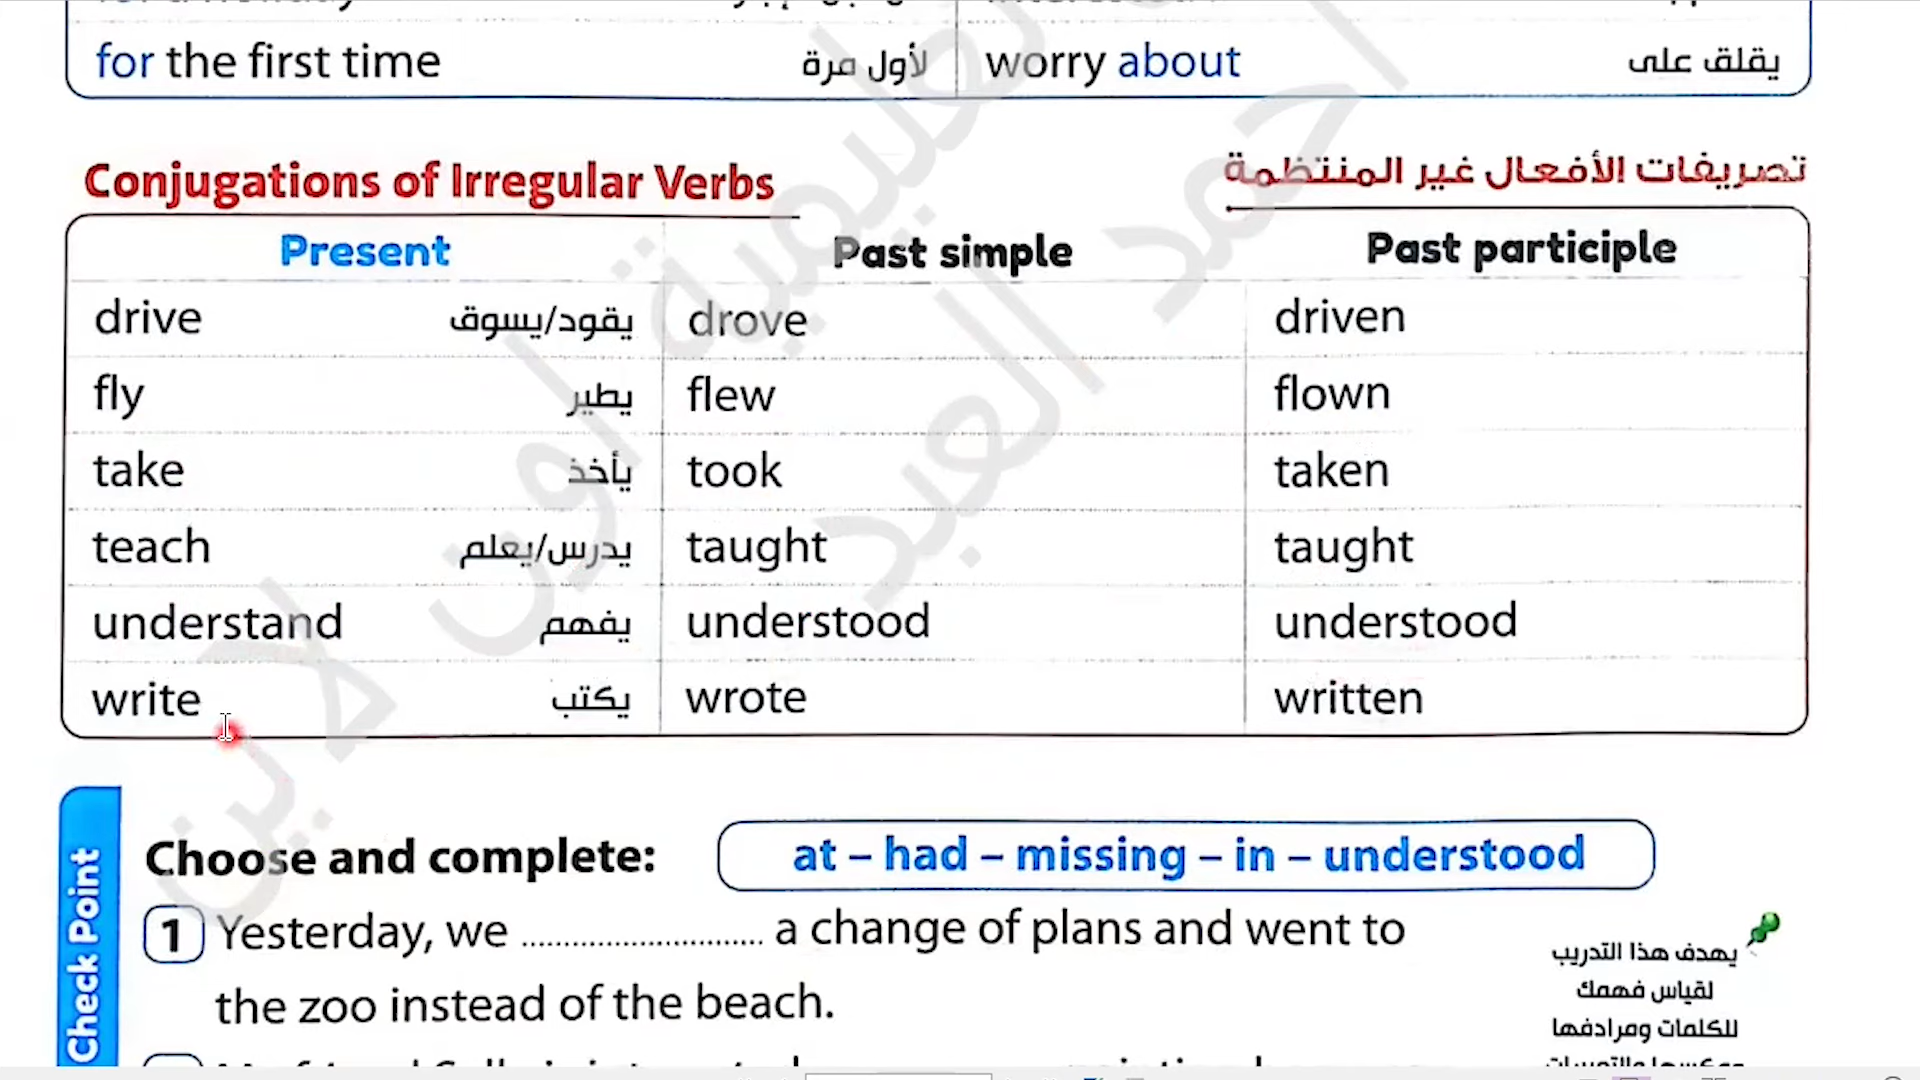 for the first time لأول مرة worry about يقلق على
Conjugations of Irregular Verbs تصريفات الأفعال غير المنتظمة
Present Past simple Past participle
drive يقود/يسوق drove driven
fly يطير flew flown
take يأخذ took taken
teach يدرس/يعلم taught taught
understand يفهم understood understood
write يكتب wrote written
Check Point
Choose and complete: at – had – missing – in – understood
1 Yesterday, we ............................ a change of plans and went to
the zoo instead of the beach.
يهدف هذا التدريب
لقياس فهمك
للكلمات ومرادفها
احمد العبد
اون لاين